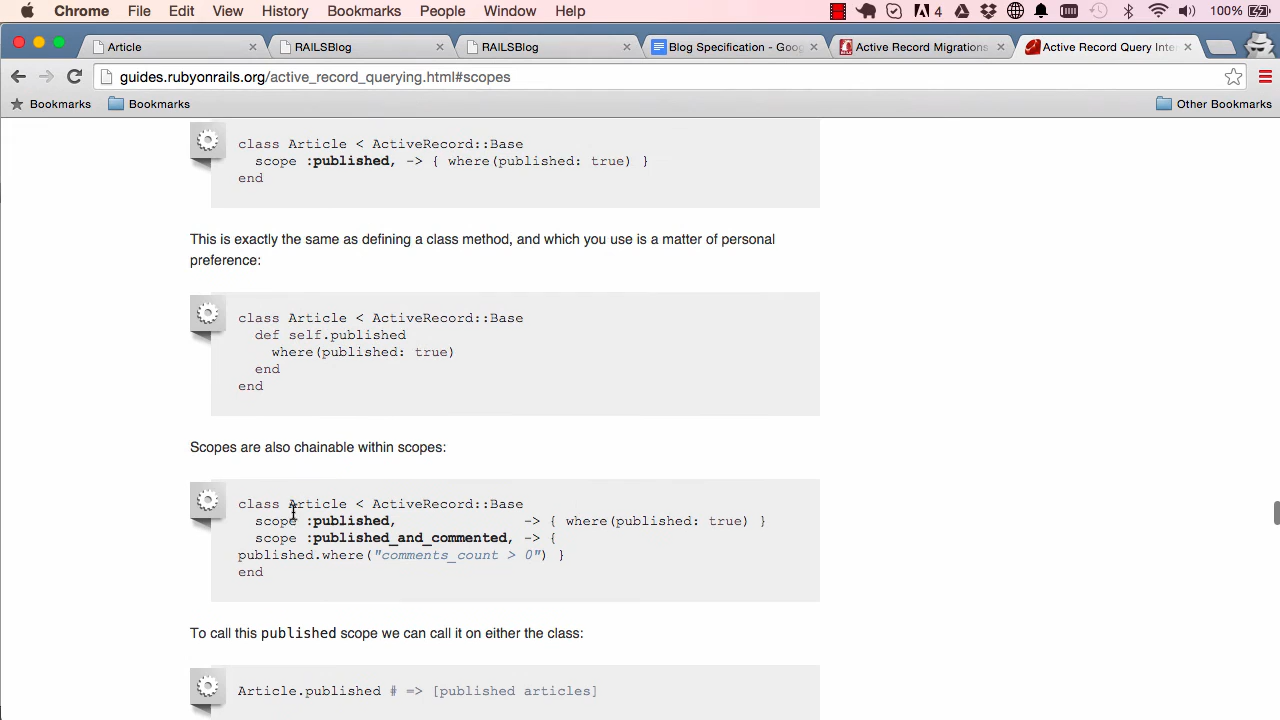 Chrome File Edit View History Bookmarks People Window Help 4 100%
Article RAILSBlog RAILSBlog Blog Specification - Goog Active Record Migrations Active Record Query Inte
guides.rubyonrails.org/active_record_querying.html#scopes
Bookmarks Bookmarks Other Bookmarks
class Article < ActiveRecord::Base
scope :published, -> { where(published: true) }
end
This is exactly the same as defining a class method, and which you use is a matter of personal
preference:
class Article < ActiveRecord::Base
def self.published
where(published: true)
end
end
Scopes are also chainable within scopes:
class Article < ActiveRecord::Base
scope :published, -> { where(published: true) }
scope :published_and_commented, -> {
published.where("comments_count > 0") }
end
To call this published scope we can call it on either the class:
Article.published # => [published articles]